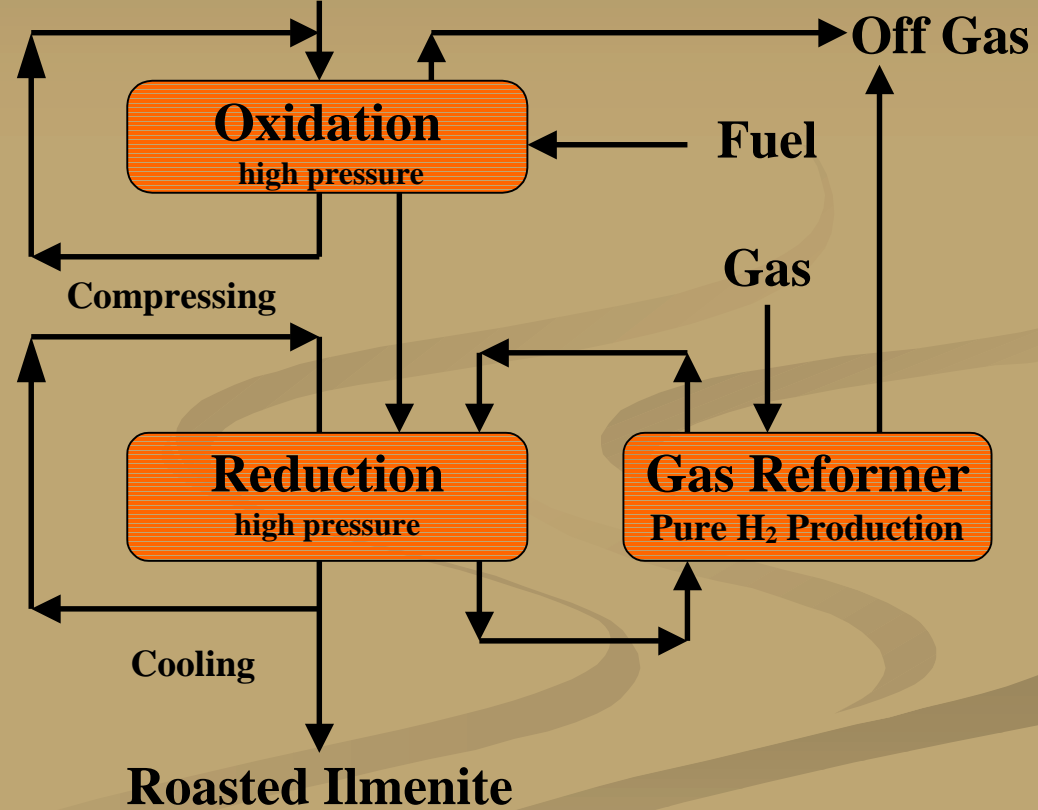 Off Gas
Oxidation
high pressure
Fuel
Gas
Compressing
Reduction
high pressure
Gas Reformer
Pure H₂ Production
Cooling
Roasted Ilmenite